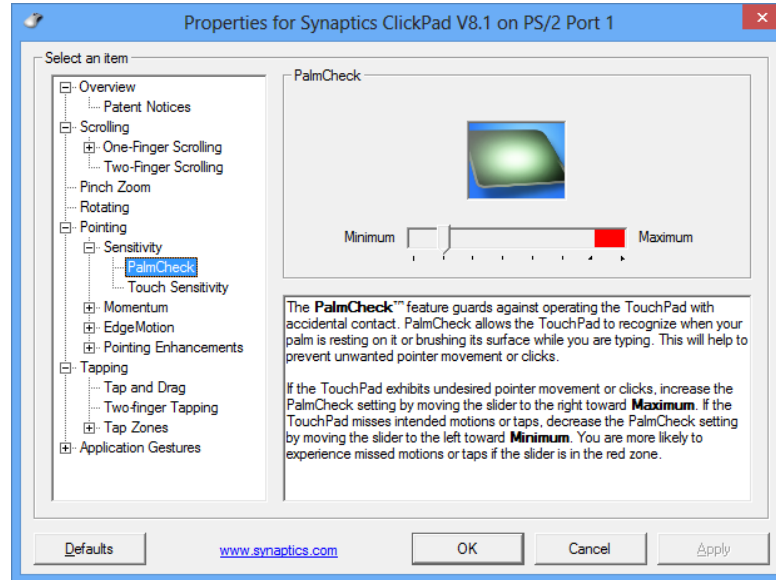 Properties for Synaptics ClickPad V8.1 on PS/2 Port 1
Select an item
Overview
Patent Notices
Scrolling
One-Finger Scrolling
Two-Finger Scrolling
Pinch Zoom
Rotating
Pointing
Sensitivity
PalmCheck
Touch Sensitivity
Momentum
EdgeMotion
Pointing Enhancements
Tapping
Tap and Drag
Two-finger Tapping
Tap Zones
Application Gestures
PalmCheck
Minimum Maximum
The PalmCheck™ feature guards against operating the TouchPad with
accidental contact. PalmCheck allows the TouchPad to recognize when your
palm is resting on it or brushing its surface while you are typing. This will help to
prevent unwanted pointer movement or clicks.
If the TouchPad exhibits undesired pointer movement or clicks, increase the
PalmCheck setting by moving the slider to the right toward Maximum. If the
TouchPad misses intended motions or taps, decrease the PalmCheck setting
by moving the slider to the left toward Minimum. You are more likely to
experience missed motions or taps if the slider is in the red zone.
Defaults www.synaptics.com OK Cancel Apply